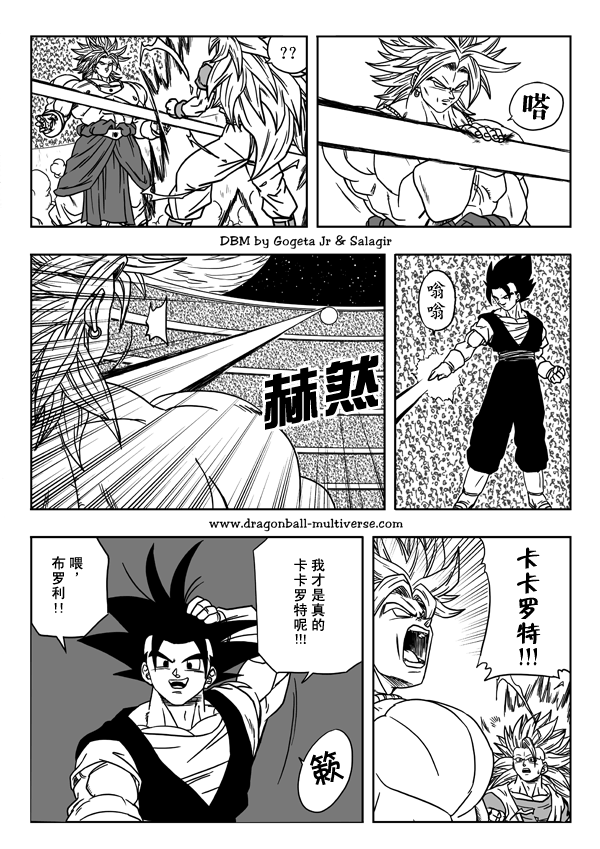 嗒
??
DBM by Gogeta Jr & Salagir
嗡
嗡
赫然
www.dragonball-multiverse.com
卡卡罗特!!!
我才是真的
卡卡罗特呢!!!
喂，
布罗利!!
簌